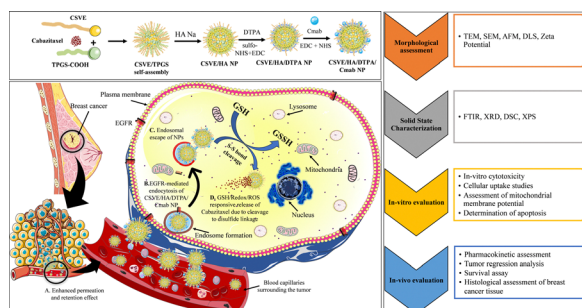 CSVE
Cabazitaxel
TPGS-COOH
CSVE/TPGS
self-assembly
HA Na
CSVE/HA NP
DTPA
sulfo-
NHS+EDC
CSVE/HA/DTPA NP
Cmab
EDC + NHS
CSVE/HA/DTPA/
Cmab NP
Breast cancer
Plasma membrane
EGFR
C. Endosomal
escape of NPs
GSH
GSSH
S-S bond
cleavage
Lysosome
Mitochondria
Nucleus
B.EGFR-mediated
endocytosis of
CSVE/HA/DTPA/
Cmab NP
D. GSH/Redox/ROS
responsive release of
Cabazitaxel due to cleavage
to disulfide linkage
Endosome formation
A. Enhanced permeation
and retention effect
Blood capillaries
surrounding the tumor
Morphological
assessment
• TEM, SEM, AFM, DLS, Zeta
Potential
Solid State
Characterization
• FTIR, XRD, DSC, XPS
In-vitro evaluation
• In-vitro cytotoxicity
• Cellular uptake studies
• Assessment of mitochondrial
membrane potential
• Determination of apoptosis
In-vivo evaluation
• Pharmacokinetic assessment
• Tumor regression analysis
• Survival assay
• Histological assessment of breast
cancer tissue